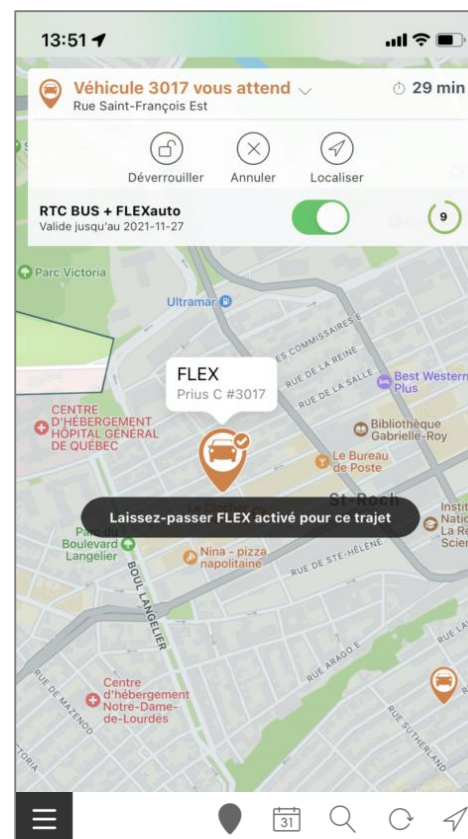 13:51
Véhicule 3017 vous attend
29 min
Rue Saint-François Est
Déverrouiller
Annuler
Localiser
RTC BUS + FLEXauto
Valide jusqu'au 2021-11-27
9
Parc Victoria
Ultramar
ES COMMISSAIRES E
RUE DE LA REINE
RUE DE LA SALLE
FLEX
Prius C #3017
Best Western
Plus
CENTRE
D'HÉBERGEMENT
HÔPITAL GÉNÉRAL
DE QUÉBEC
Bibliothèque
Gabrielle-Roy
Le Bureau
de Poste
St-Roch
Laissez-passer FLEX activé pour ce trajet
Boulevard
Langelier
Nina - pizza
napolitaine
RUE DE STE-HÉLÈNE
BOUL LANGELIER
RUE ARAGO E
Centre
d'hébergement
Notre-Dame-
de-Lourdes
RUE DE MAZENOD
RUE SUTHERLAND
31